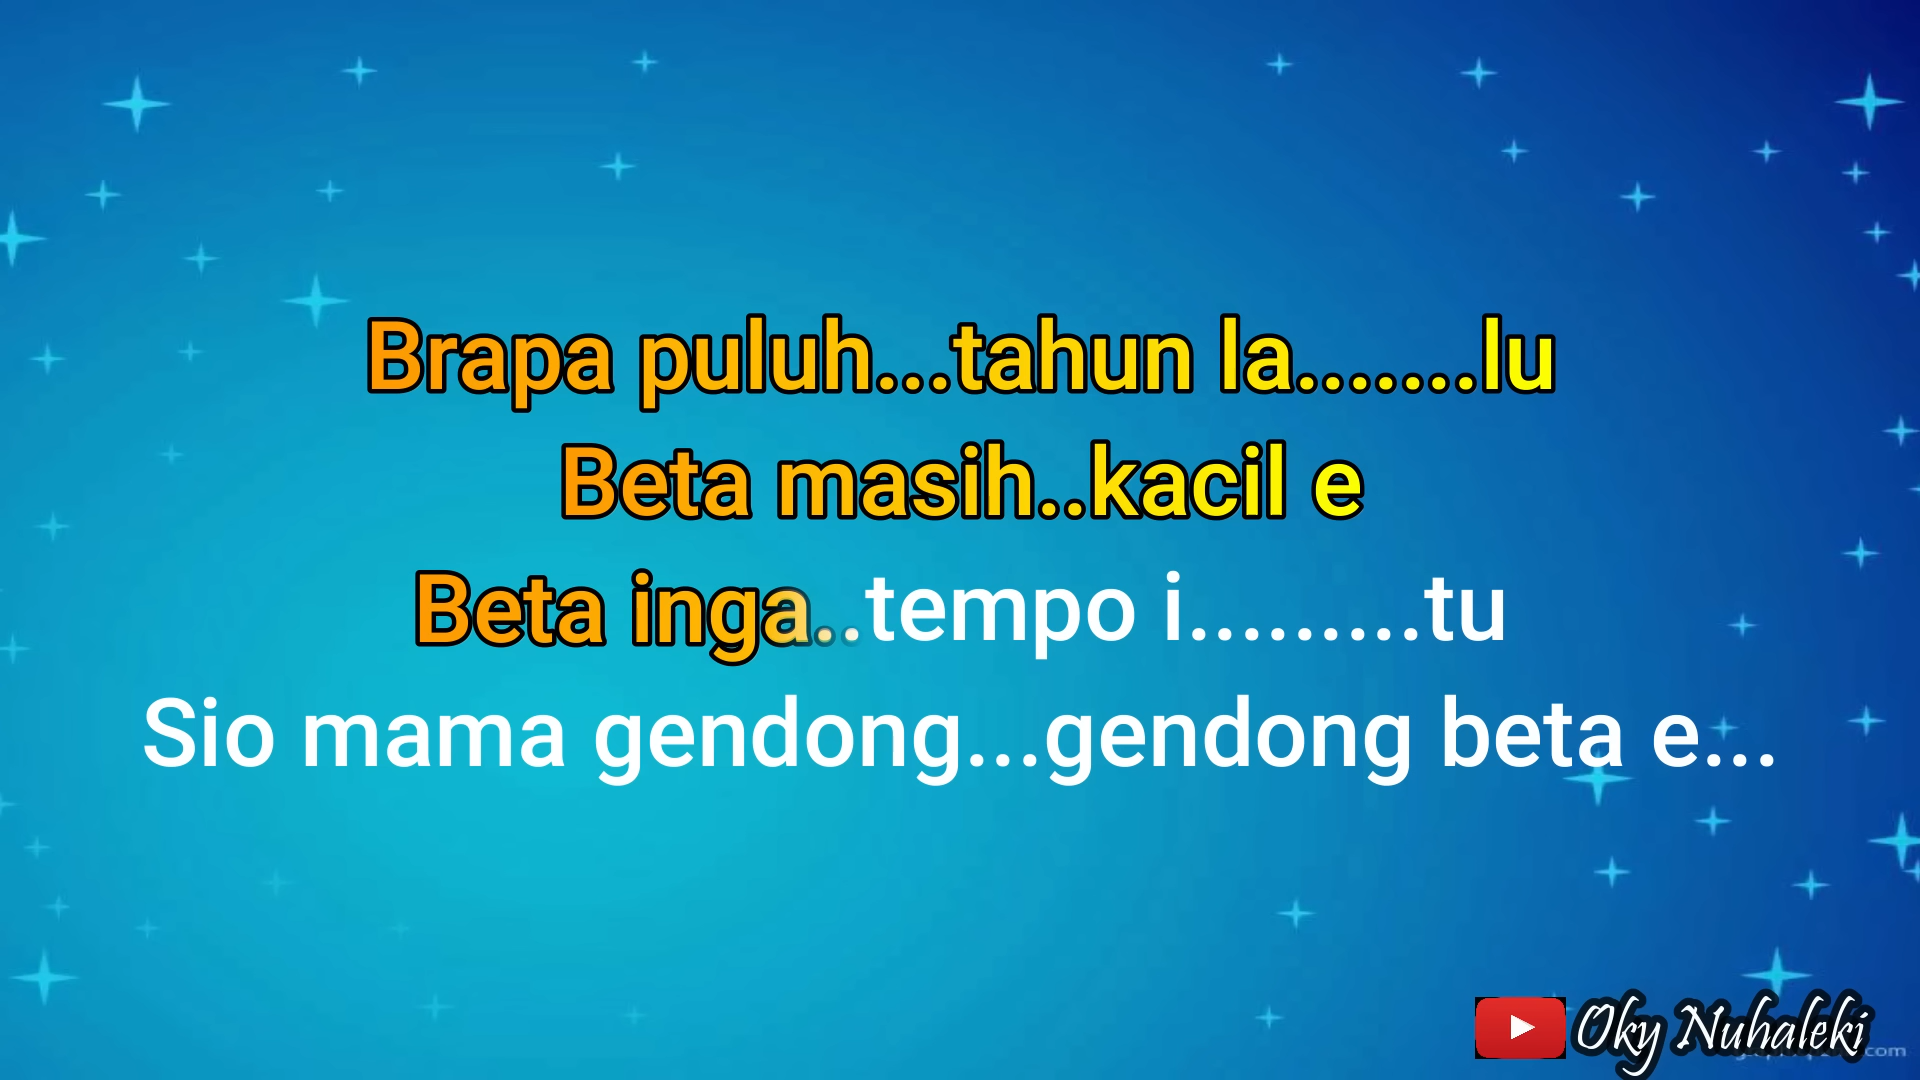 Brapa puluh...tahun la.......lu
Beta masih..kacil e
Beta inga..tempo i.........tu
Sio mama gendong...gendong beta e...
Oky Nuhaleki
com